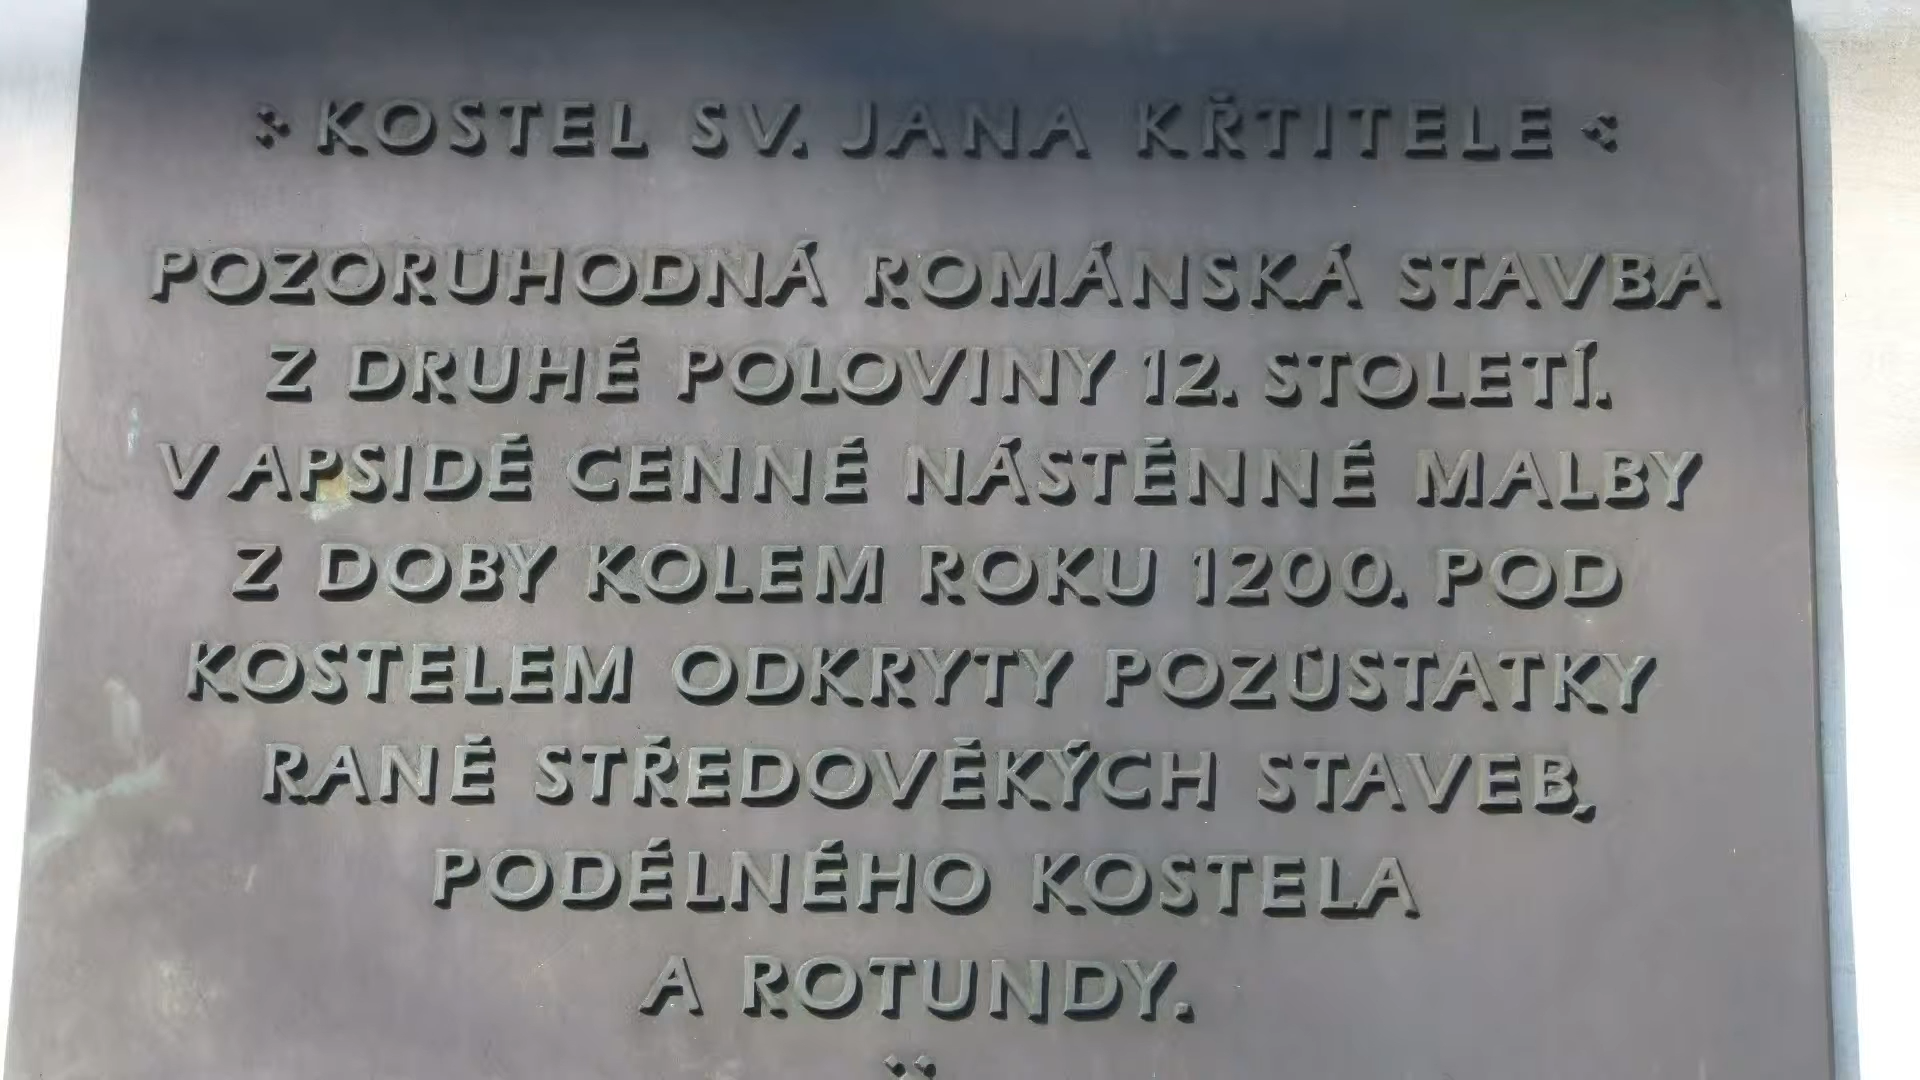 KOSTEL SV. JANA KŘTITELE
POZORUHODNÁ ROMÁNSKÁ STAVBA
Z DRUHÉ POLOVINY 12. STOLETÍ.
V APSIDĚ CENNÉ NÁSTĚNNÉ MALBY
Z DOBY KOLEM ROKU 1200. POD
KOSTELEM ODKRYTY POZŮSTATKY
RANĚ STŘEDOVĚKÝCH STAVEB,
PODÉLNÉHO KOSTELA
A ROTUNDY.